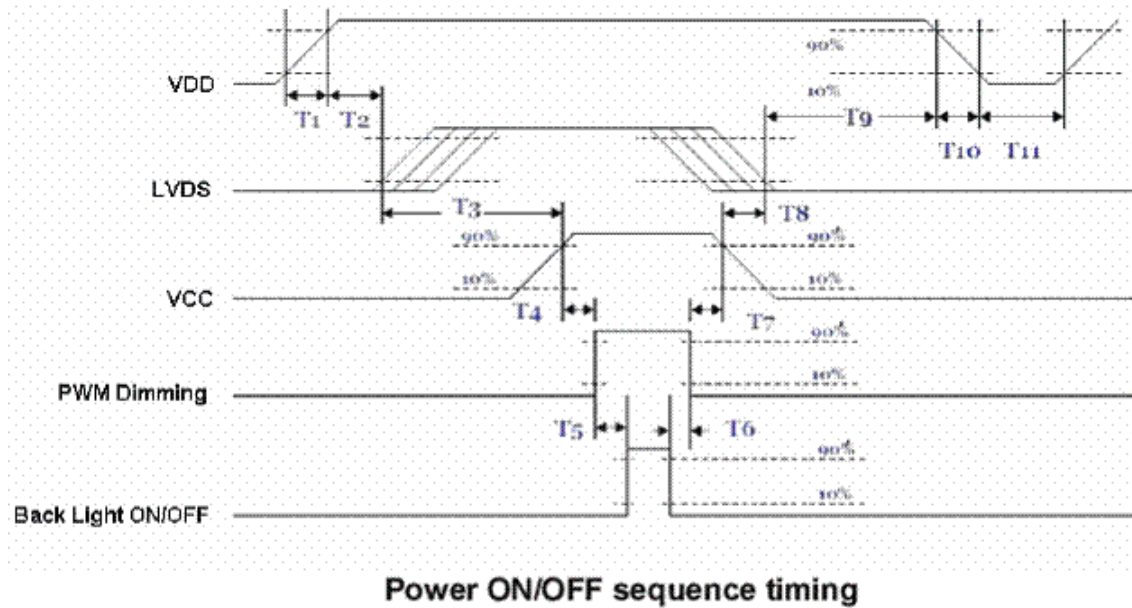 90%
VDD
10%
T1 T2 T9
T10 T11
LVDS
T3 T8
90% 90%
10% 10%
VCC
T4 T7
90%
10%
PWM Dimming
T5 T6
90%
10%
Back Light ON/OFF
Power ON/OFF sequence timing